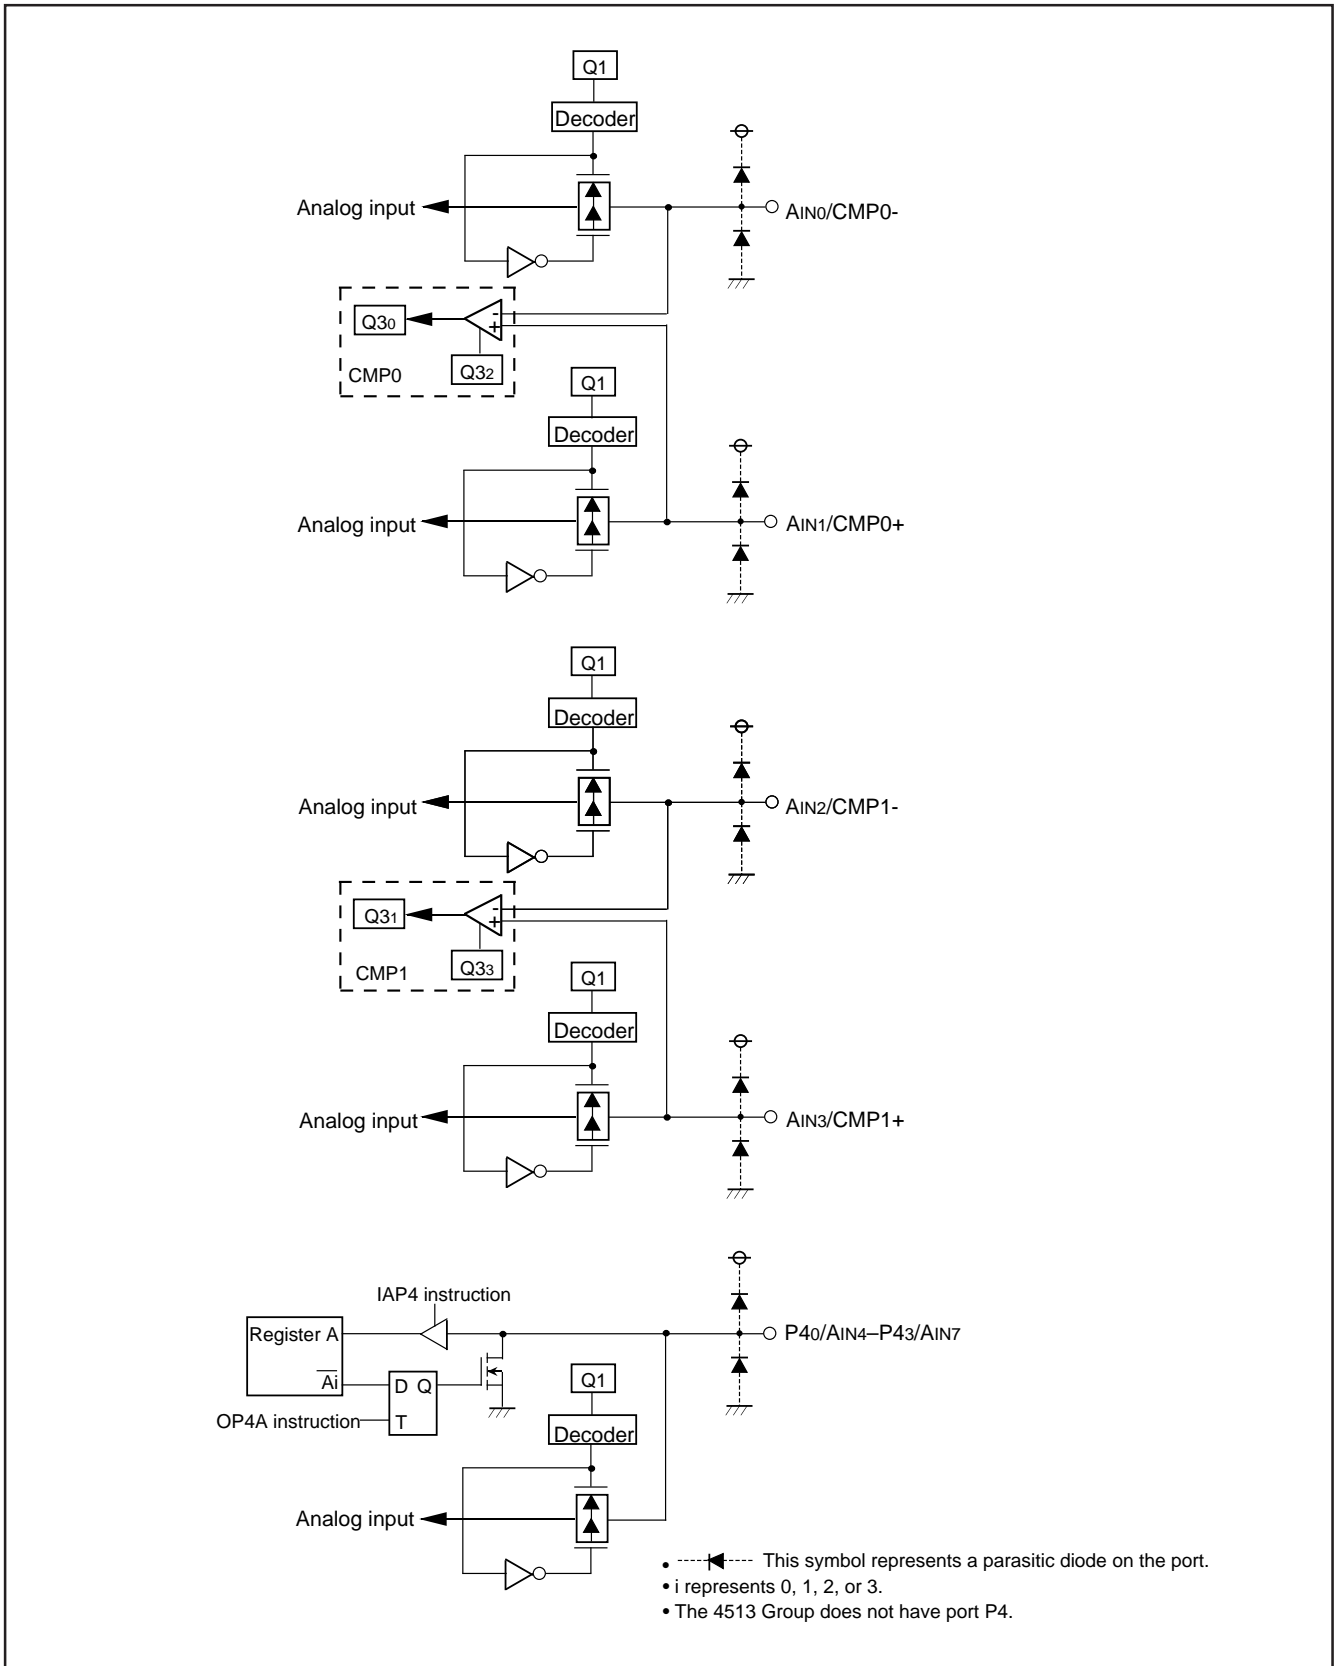 Q1
Decoder
Analog input
AIN0/CMP0-
Q30
-
+
Q32
CMP0
Q1
Decoder
Analog input
AIN1/CMP0+
Q1
Decoder
Analog input
AIN2/CMP1-
Q31
-
+
Q33
CMP1
Q1
Decoder
Analog input
AIN3/CMP1+
IAP4 instruction
Register A
P40/AIN4–P43/AIN7
Ai
D Q
Q1
OP4A instruction
T
Decoder
Analog input
• This symbol represents a parasitic diode on the port.
• i represents 0, 1, 2, or 3.
• The 4513 Group does not have port P4.